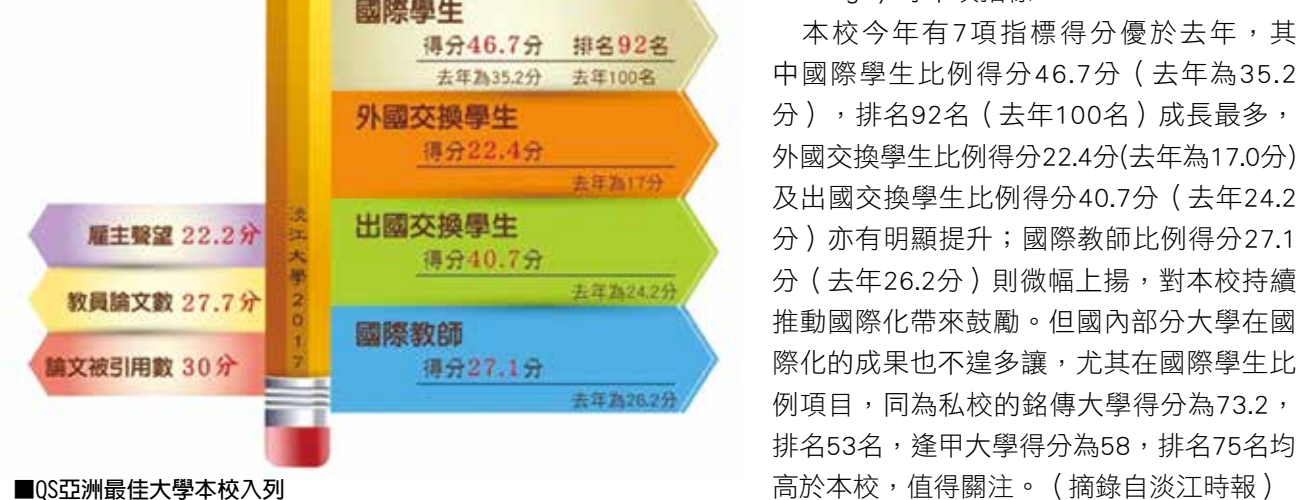 國際學生
得分46.7分 排名92名
去年為35.2分 去年100名
外國交換學生
得分22.4分
去年為17分
出國交換學生
得分40.7分
去年為24.2分
國際教師
得分27.1分
去年為26.2分
雇主聲望 22.2分
教員論文數 27.7分
論文被引用數 30分
淡江大學2017
■QS亞洲最佳大學本校入列
本校今年有7項指標得分優於去年，其
中國際學生比例得分46.7分（去年為35.2
分），排名92名（去年100名）成長最多，
外國交換學生比例得分22.4分(去年為17.0分)
及出國交換學生比例得分40.7分（去年24.2
分）亦有明顯提升；國際教師比例得分27.1
分（去年26.2分）則微幅上揚，對本校持續
推動國際化帶來鼓勵。但國內部分大學在國
際化的成果也不遑多讓，尤其在國際學生比
例項目，同為私校的銘傳大學得分為73.2，
排名53名，逢甲大學得分為58，排名75名均
高於本校，值得關注。（摘錄自淡江時報）